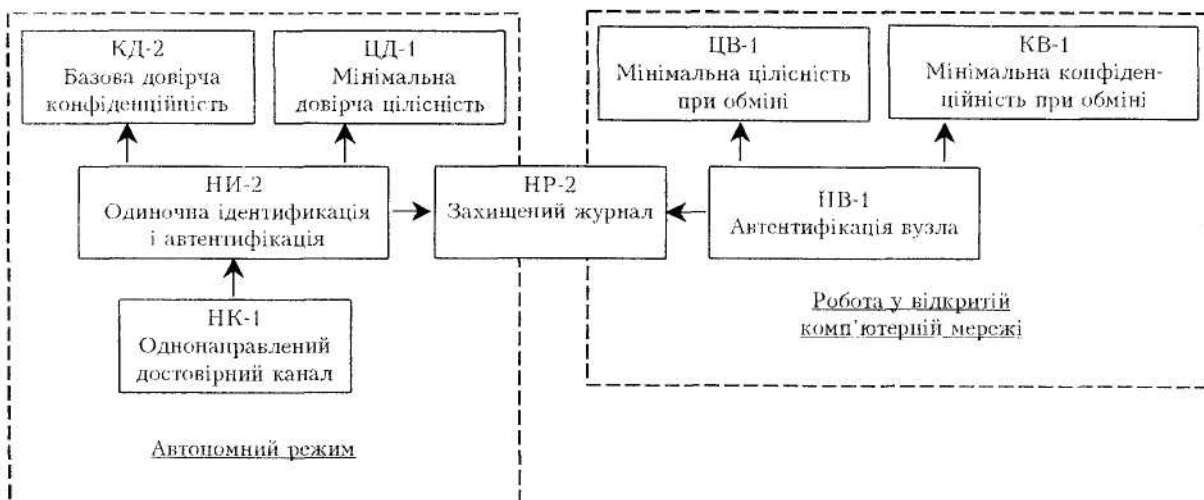 КД-2
Базова довірча
конфіденційність
ЦД-1
Мінімальна
довірча цілісність
ЦВ-1
Мінімальна цілісність
при обміні
КВ-1
Мінімальна конфіден-
ційність при обміні
НИ-2
Одиночна ідентифікація
і автентифікація
НР-2
Захищений журнал
НВ-1
Автентифікація вузла
НК-1
Однонаправлений
достовірний канал
Робота у відкритій
комп'ютерній мережі
Автономний режим